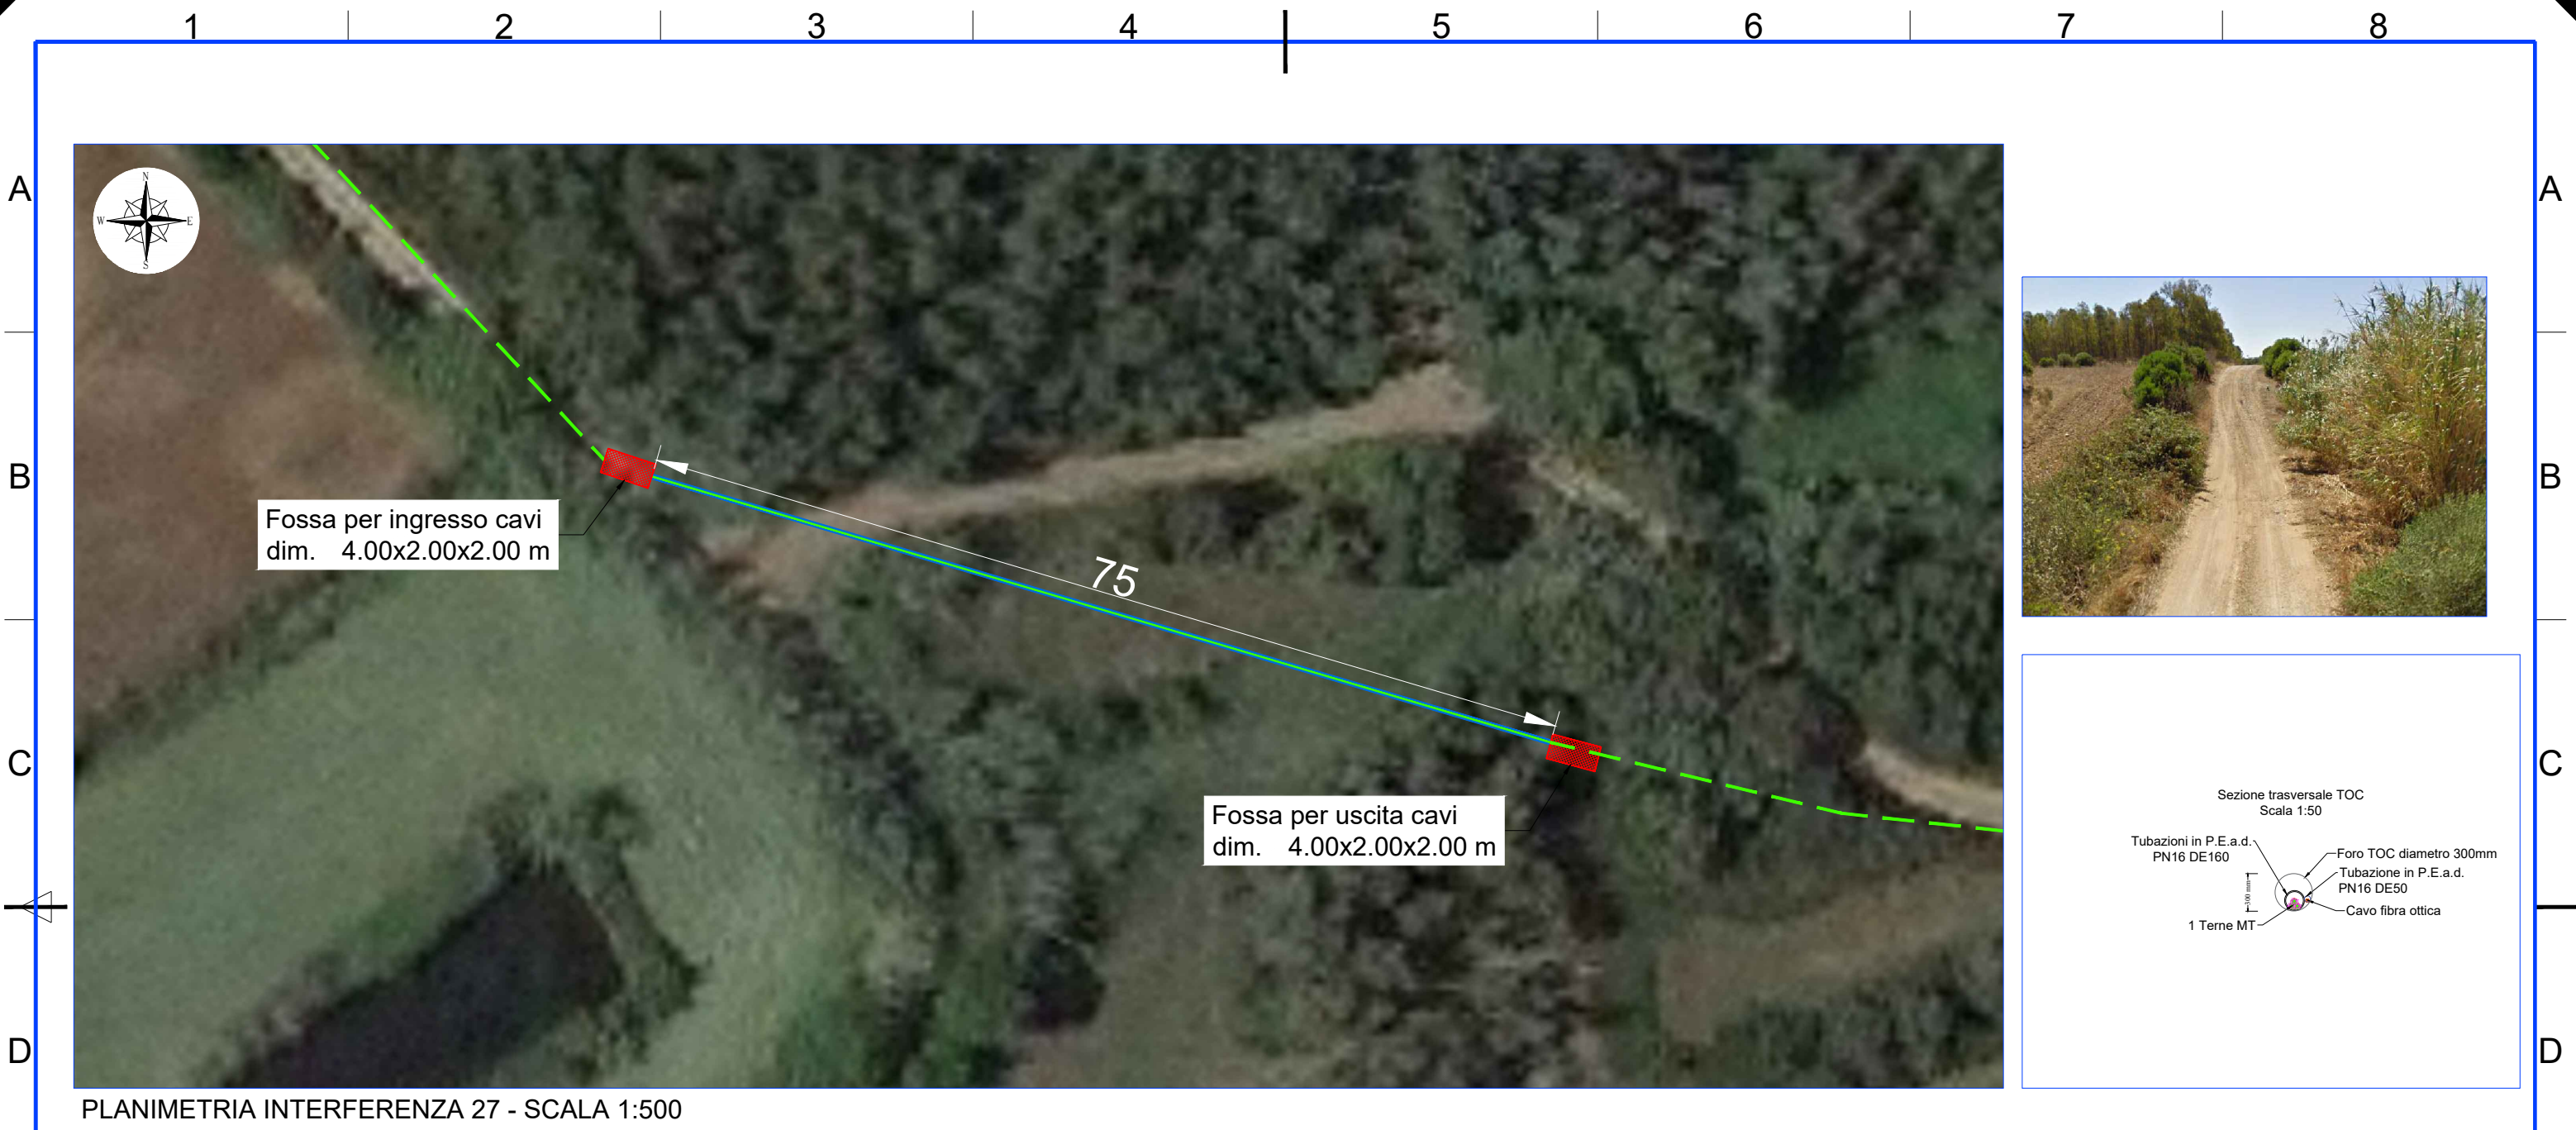 1 2 3 4 5 6 7 8
A A
N
W E
S
B B
Fossa per ingresso cavi
dim. 4.00x2.00x2.00 m
75
C C
Fossa per uscita cavi
dim. 4.00x2.00x2.00 m
Sezione trasversale TOC
Scala 1:50
Tubazioni in P.E.a.d.
PN16 DE160
Foro TOC diametro 300mm
Tubazione in P.E.a.d.
PN16 DE50
300 mm
Cavo fibra ottica
1 Terne MT
D D
PLANIMETRIA INTERFERENZA 27 - SCALA 1:500